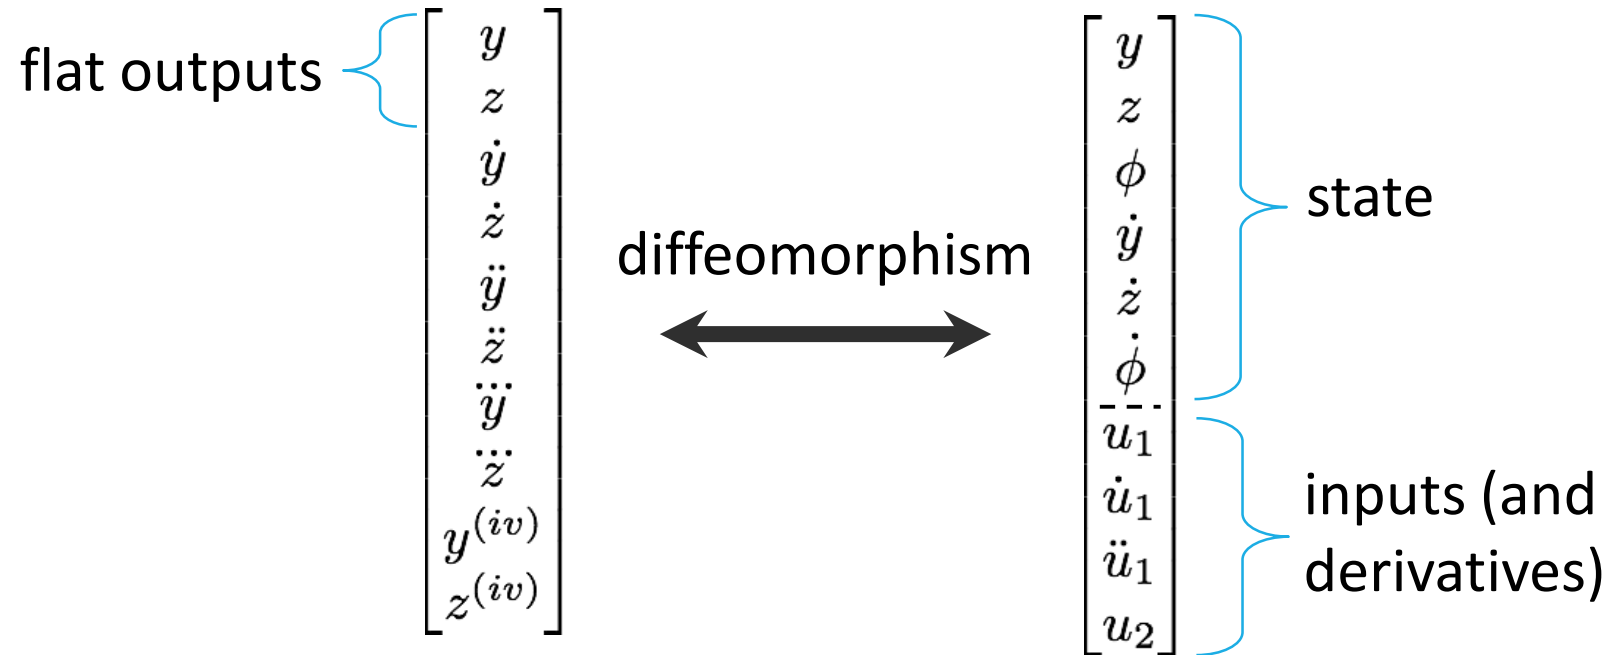 flat outputs
y
z
ẏ
ż
ÿ
z̈
y⃛
z⃛
y^(iv)
z^(iv)
diffeomorphism
y
z
ϕ
ẏ
ż
ϕ̇
u₁
u̇₁
ü₁
u₂
state
inputs (and
derivatives)